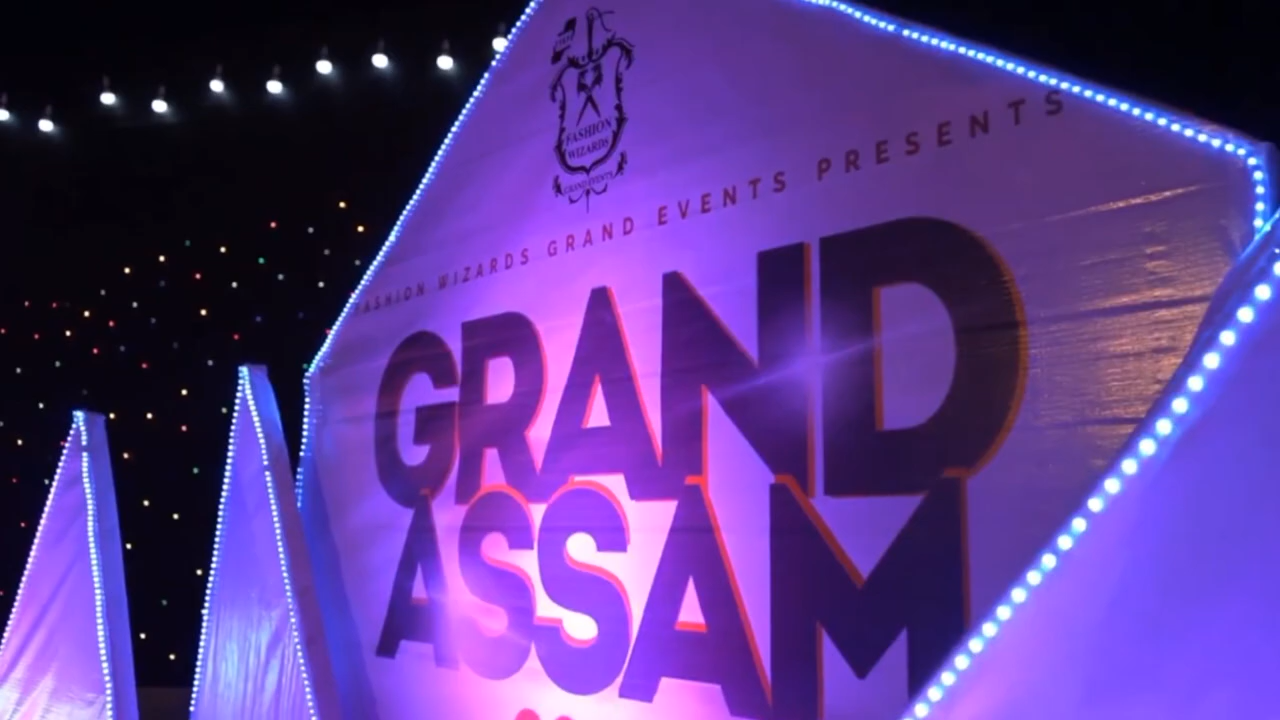 FASHION
WIZARDS
GRAND EVENTS
FASHION WIZARDS GRAND EVENTS PRESENTS
GRAND
ASSAM